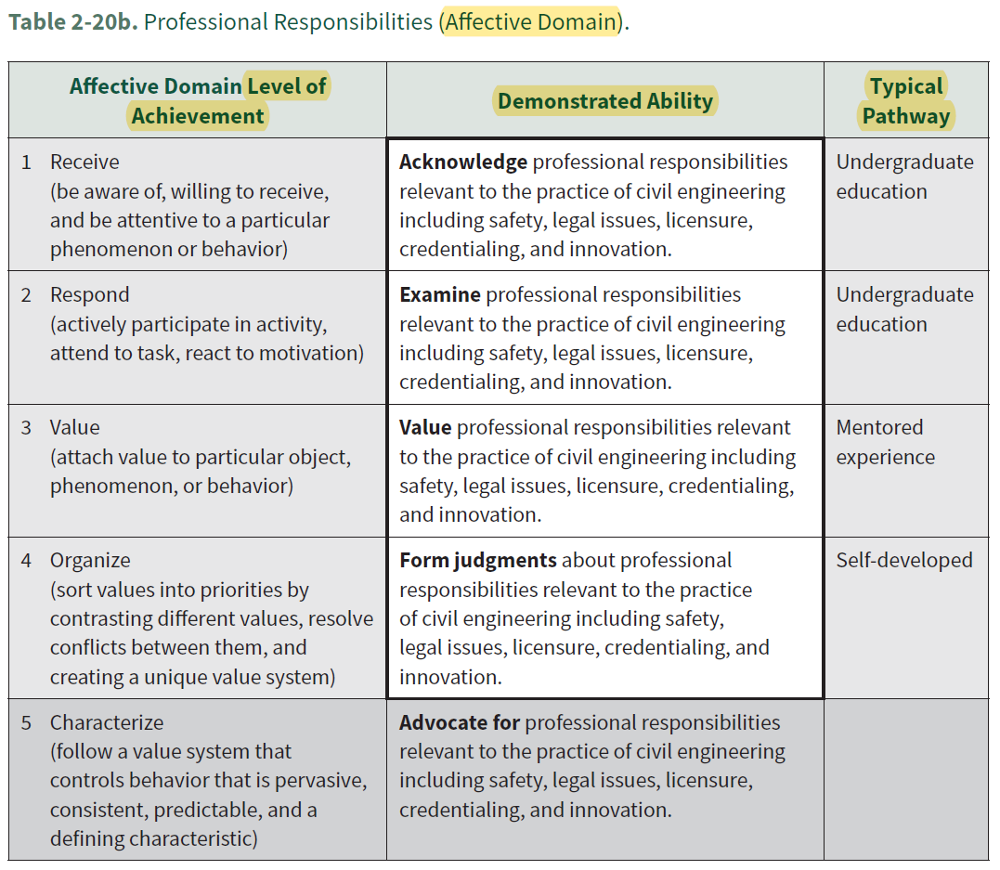 Table 2-20b. Professional Responsibilities (Affective Domain).
Affective Domain Level of
Achievement
Demonstrated Ability
Typical
Pathway
1 Receive
(be aware of, willing to receive,
and be attentive to a particular
phenomenon or behavior)
Acknowledge professional responsibilities
relevant to the practice of civil engineering
including safety, legal issues, licensure,
credentialing, and innovation.
Undergraduate
education
2 Respond
(actively participate in activity,
attend to task, react to motivation)
Examine professional responsibilities
relevant to the practice of civil engineering
including safety, legal issues, licensure,
credentialing, and innovation.
Undergraduate
education
3 Value
(attach value to particular object,
phenomenon, or behavior)
Value professional responsibilities relevant
to the practice of civil engineering including
safety, legal issues, licensure, credentialing,
and innovation.
Mentored
experience
4 Organize
(sort values into priorities by
contrasting different values, resolve
conflicts between them, and
creating a unique value system)
Form judgments about professional
responsibilities relevant to the practice
of civil engineering including safety,
legal issues, licensure, credentialing, and
innovation.
Self-developed
5 Characterize
(follow a value system that
controls behavior that is pervasive,
consistent, predictable, and a
defining characteristic)
Advocate for professional responsibilities
relevant to the practice of civil engineering
including safety, legal issues, licensure,
credentialing, and innovation.